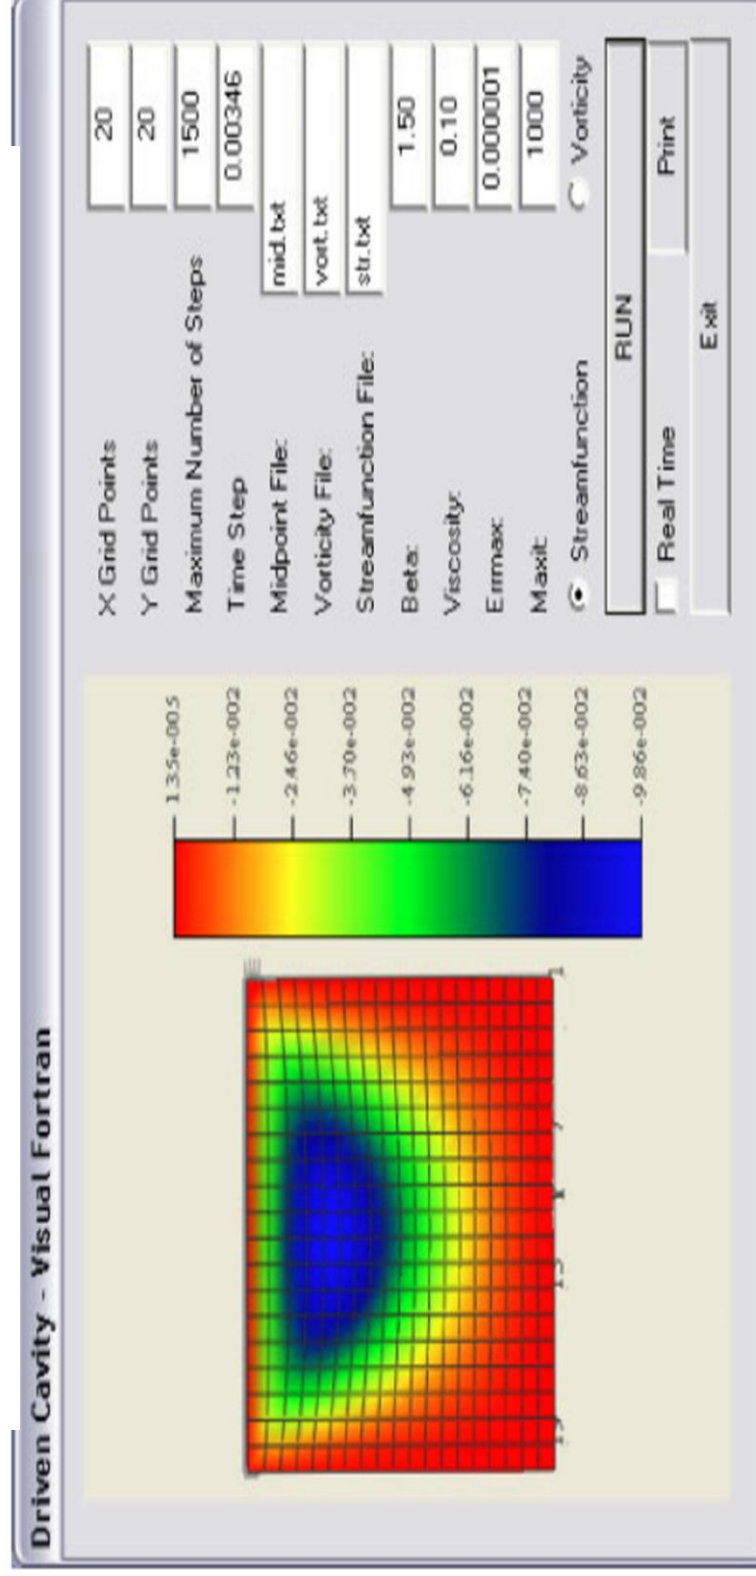 Driven Cavity - Visual Fortran
1.35e-005
-1.23e-002
-2.46e-002
-3.70e-002
-4.93e-002
-6.16e-002
-7.40e-002
-8.63e-002
-9.86e-002
X Grid Points 20
Y Grid Points 20
Maximum Number of Steps 1500
Time Step 0.00346
Midpoint File: mid.txt
Vorticity File: vort.txt
Streamfunction File: str.txt
Beta: 1.50
Viscosity: 0.10
Errmax: 0.000001
Maxit: 1000
Streamfunction Vorticity
RUN
Real Time Print
Exit